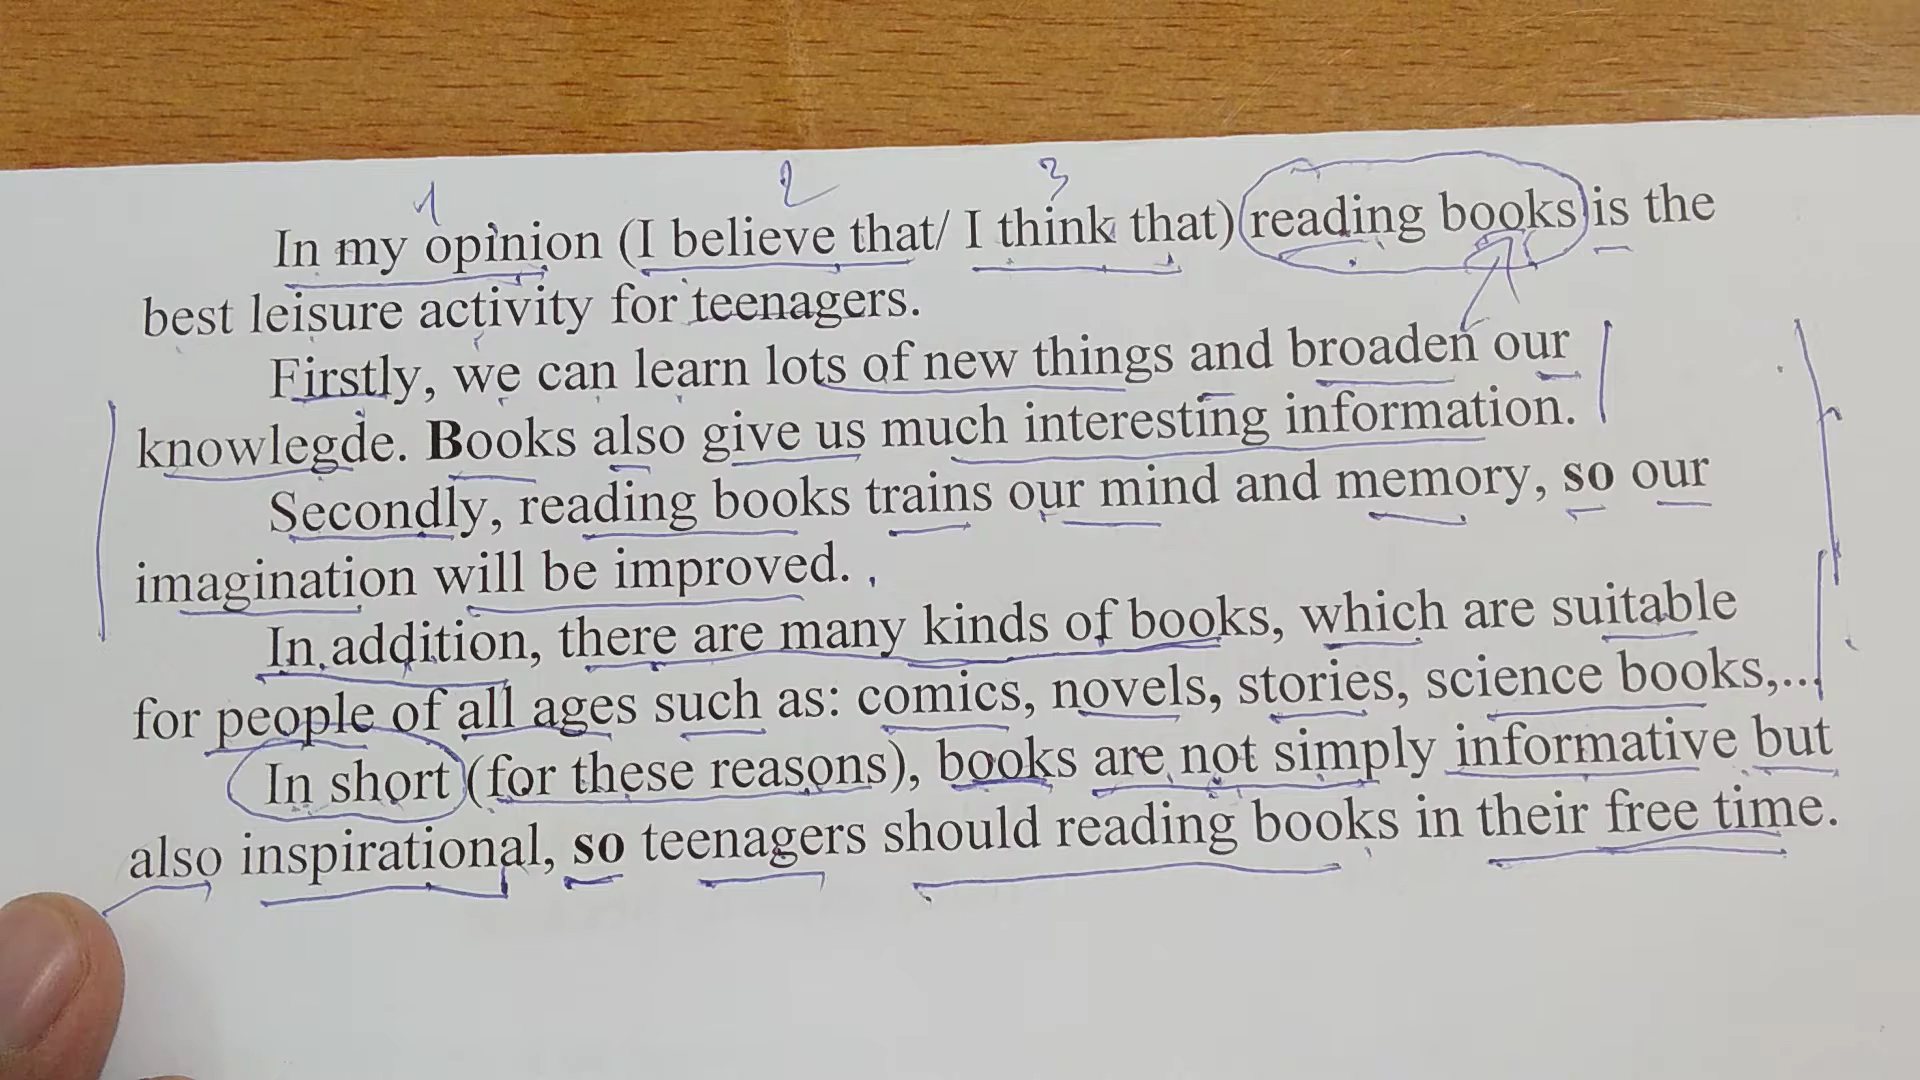 1 2 3
In my opinion (I believe that/ I think that) reading books is the
best leisure activity for teenagers.
Firstly, we can learn lots of new things and broaden our
knowlegde. Books also give us much interesting information.
Secondly, reading books trains our mind and memory, so our
imagination will be improved.
In addition, there are many kinds of books, which are suitable
for people of all ages such as: comics, novels, stories, science books,...
In short (for these reasons), books are not simply informative but
also inspirational, so teenagers should reading books in their free time.